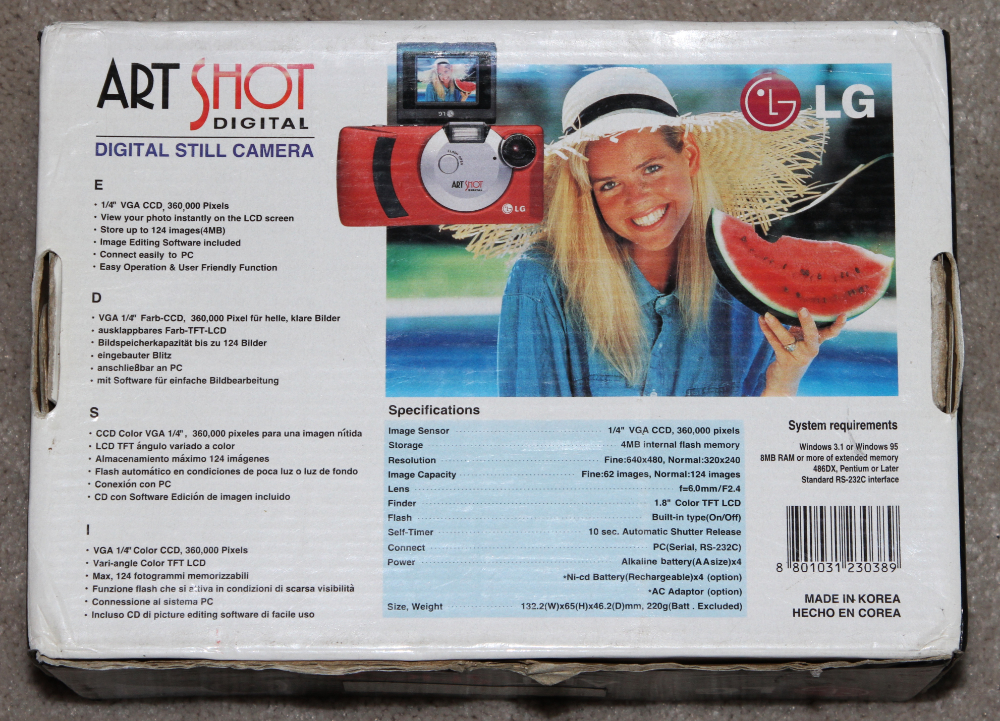 ART SHOT
DIGITAL
DIGITAL STILL CAMERA
E
· 1/4" VGA CCD, 360,000 Pixels
· View your photo instantly on the LCD screen
· Store up to 124 images(4MB)
· Image Editing Software included
· Connect easily to PC
· Easy Operation & User Friendly Function
D
· VGA 1/4" Farb-CCD, 360,000 Pixel für helle, klare Bilder
· ausklappbares Farb-TFT-LCD
· Bildspeicherkapazität bis zu 124 Bilder
· eingebauter Blitz
· anschließbar an PC
· mit Software für einfache Bildbearbeitung
S
· CCD Color VGA 1/4", 360,000 pixeles para una imagen nítida
· LCD TFT ángulo variado a color
· Almacenamiento máximo 124 imágenes
· Flash automático en condiciones de poca luz o luz de fondo
· Conexión con PC
· CD con Software Edición de imagen incluido
I
· VGA 1/4" Color CCD, 360,000 Pixels
· Vari-angle Color TFT LCD
· Max, 124 fotogrammi memorizzabili
· Funzione flash che si attiva in condizioni di scarsa visibilità
· Connessione al sistema PC
· Incluso CD di picture editing software di facile uso
LG
ART SHOT
LG
LG
Specifications
Image Sensor 1/4" VGA CCD, 360,000 pixels
Storage 4MB internal flash memory
Resolution Fine:640x480, Normal:320x240
Image Capacity Fine:62 images, Normal:124 images
Lens f=6.0mm/F2.4
Finder 1.8" Color TFT LCD
Flash Built-in type(On/Off)
Self-Timer 10 sec. Automatic Shutter Release
Connect PC(Serial, RS-232C)
Power Alkaline battery(AAsize)x4
•Ni-cd Battery(Rechargeable)x4 (option)
•AC Adaptor (option)
Size, Weight 132.2(W)x65(H)x46.2(D)mm, 220g(Batt. Excluded)
System requirements
Windows 3.1 or Windows 95
8MB RAM or more of extended memory
486DX, Pentium or Later
Standard RS-232C interface
8 801031 230389
MADE IN KOREA
HECHO EN COREA